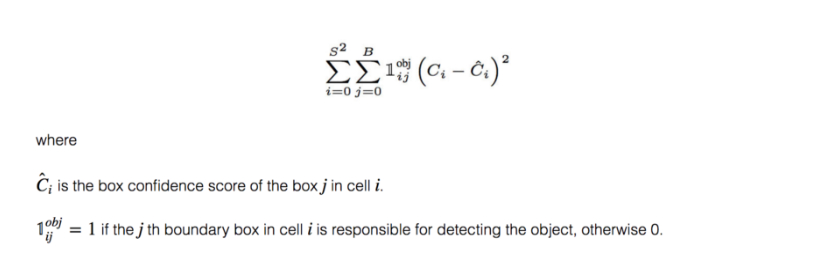 $$\sum_{i=0}^{S^2} \sum_{j=0}^{B} \mathbb{1}_{ij}^{\text{obj}} \left( C_i - \hat{C}_i \right)^2$$
where
$\hat{C}_i$ is the box confidence score of the box $j$ in cell $i$.
$\mathbb{1}_{ij}^{obj} = 1$ if the $j$ th boundary box in cell $i$ is responsible for detecting the object, otherwise 0.